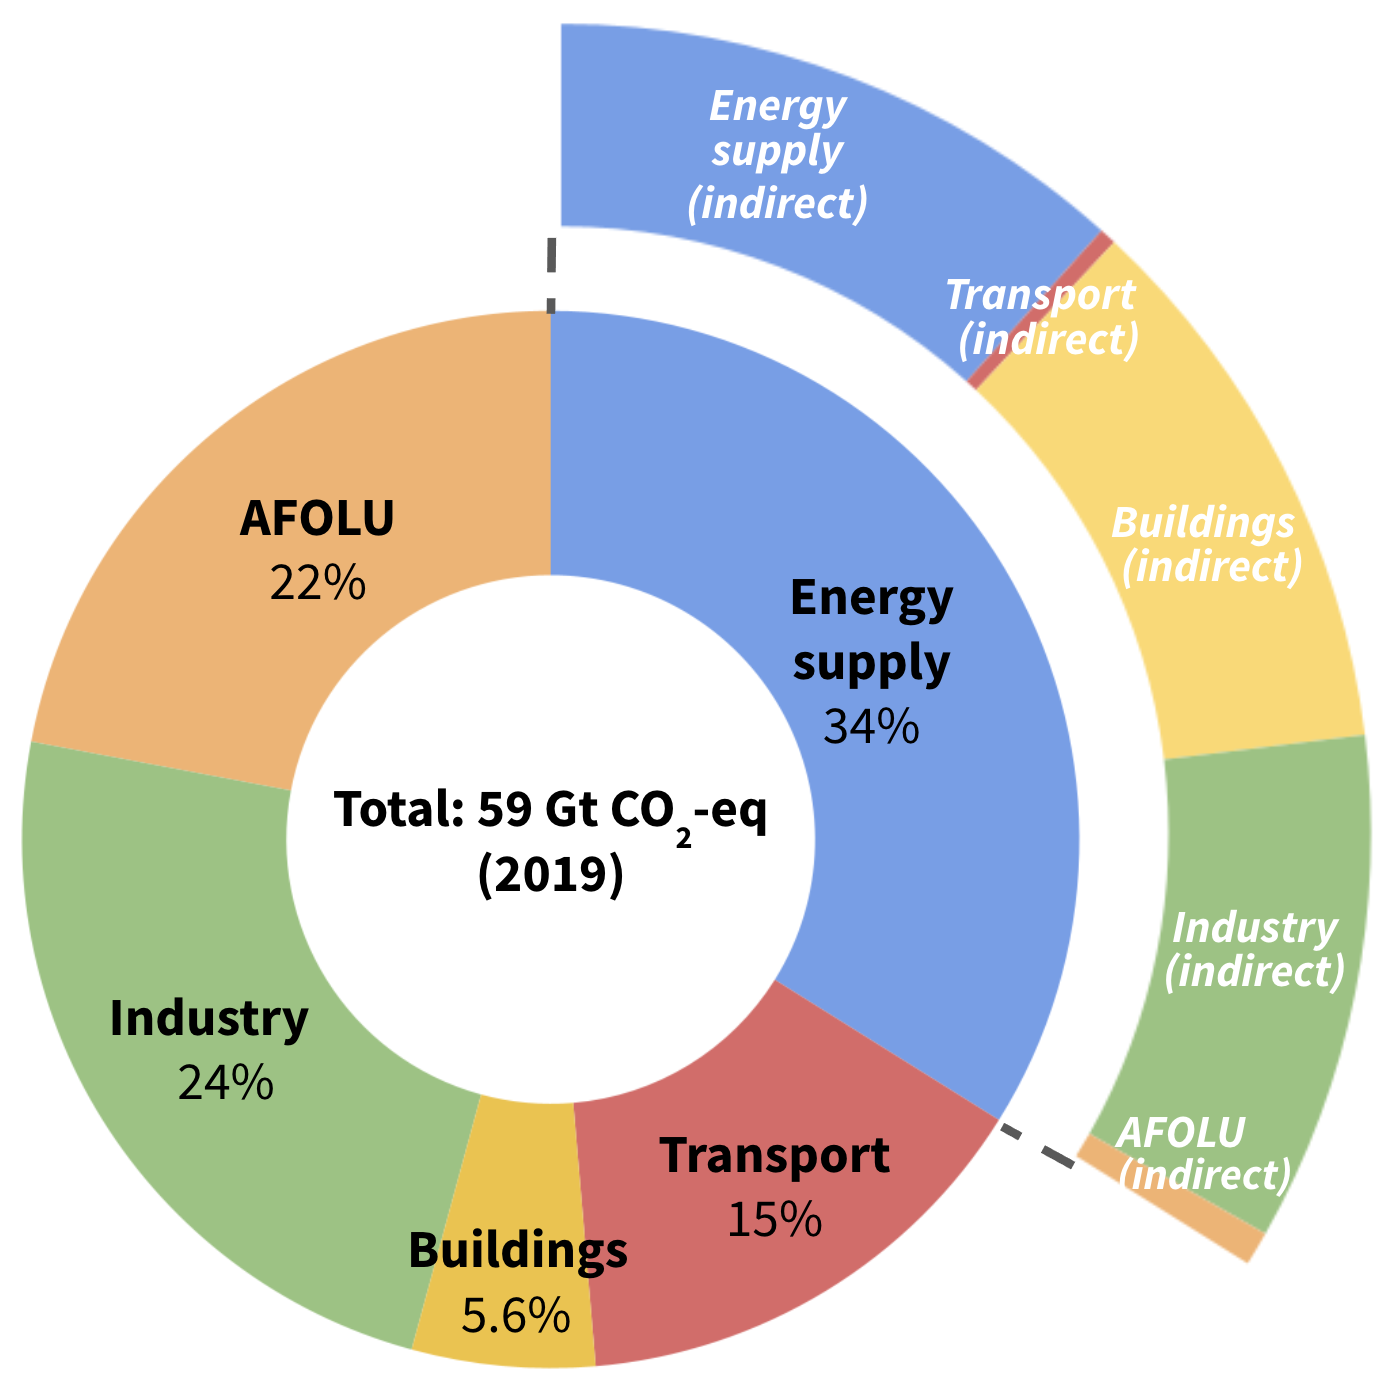 Energy
supply
(indirect)
Transport
(indirect)
Buildings
(indirect)
Industry
(indirect)
AFOLU
(indirect)
AFOLU
22%
Energy
supply
34%
Total: 59 Gt CO₂-eq
(2019)
Industry
24%
Transport
15%
Buildings
5.6%